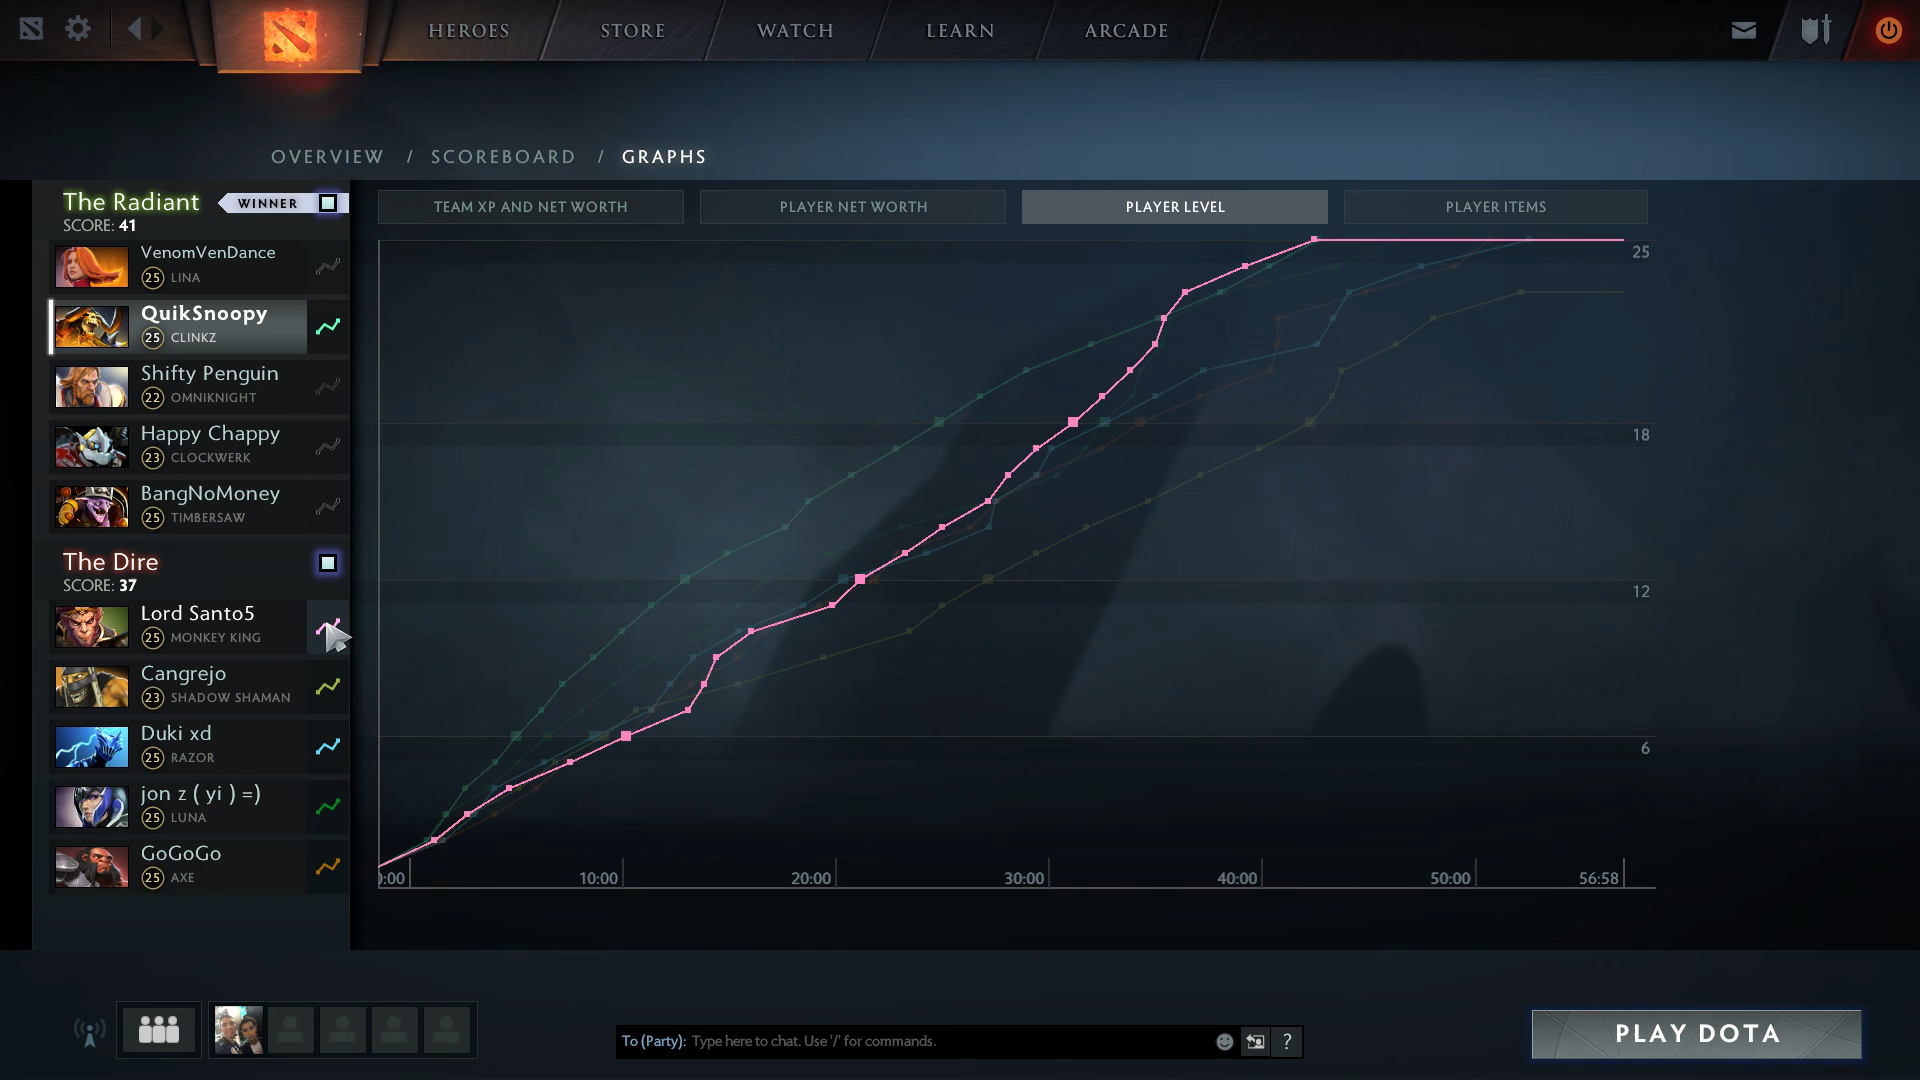 HEROES
STORE
WATCH
LEARN
ARCADE
OVERVIEW / SCOREBOARD / GRAPHS
The Radiant
WINNER
SCORE: 41
VenomVenDance
25 LINA
QuikSnoopy
25 CLINKZ
Shifty Penguin
22 OMNIKNIGHT
Happy Chappy
23 CLOCKWERK
BangNoMoney
25 TIMBERSAW
The Dire
SCORE: 37
Lord Santo5
25 MONKEY KING
Cangrejo
23 SHADOW SHAMAN
Duki xd
25 RAZOR
jon z ( yi ) =)
25 LUNA
GoGoGo
25 AXE
TEAM XP AND NET WORTH
PLAYER NET WORTH
PLAYER LEVEL
PLAYER ITEMS
25
18
12
6
0:00
10:00
20:00
30:00
40:00
50:00
56:58
To (Party): Type here to chat. Use '/' for commands.
?
PLAY DOTA